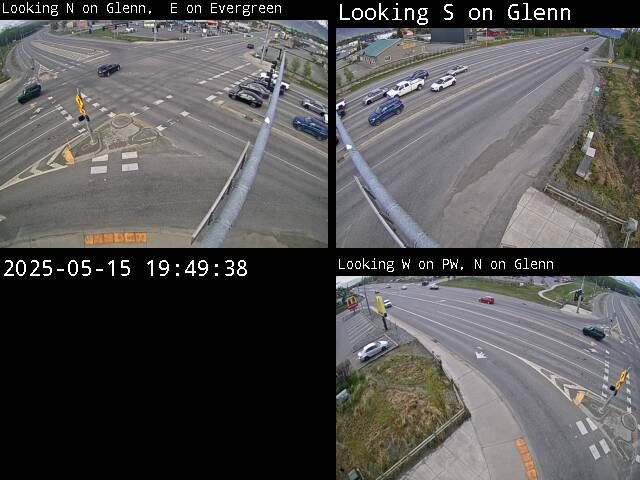 Looking N on Glenn,  E on Evergreen
Looking S on Glenn
2025-05-15 19:49:38
Looking W on PW, N on Glenn